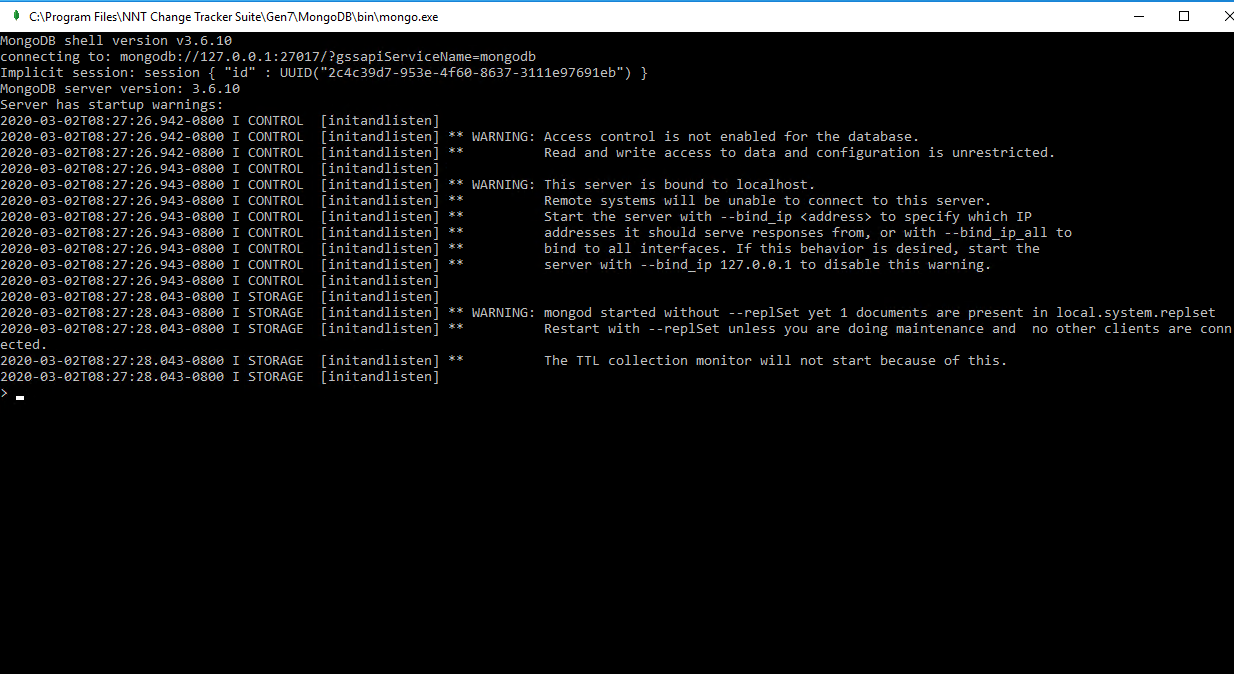 C:\Program Files\NNT Change Tracker Suite\Gen7\MongoDB\bin\mongo.exe
MongoDB shell version v3.6.10
connecting to: mongodb://127.0.0.1:27017/?gssapiServiceName=mongodb
Implicit session: session { "id" : UUID("2c4c39d7-953e-4f60-8637-3111e97691eb") }
MongoDB server version: 3.6.10
Server has startup warnings:
2020-03-02T08:27:26.942-0800 I CONTROL  [initandlisten]
2020-03-02T08:27:26.942-0800 I CONTROL  [initandlisten] ** WARNING: Access control is not enabled for the database.
2020-03-02T08:27:26.942-0800 I CONTROL  [initandlisten] **          Read and write access to data and configuration is unrestricted.
2020-03-02T08:27:26.943-0800 I CONTROL  [initandlisten]
2020-03-02T08:27:26.943-0800 I CONTROL  [initandlisten] ** WARNING: This server is bound to localhost.
2020-03-02T08:27:26.943-0800 I CONTROL  [initandlisten] **          Remote systems will be unable to connect to this server.
2020-03-02T08:27:26.943-0800 I CONTROL  [initandlisten] **          Start the server with --bind_ip <address> to specify which IP
2020-03-02T08:27:26.943-0800 I CONTROL  [initandlisten] **          addresses it should serve responses from, or with --bind_ip_all to
2020-03-02T08:27:26.943-0800 I CONTROL  [initandlisten] **          bind to all interfaces. If this behavior is desired, start the
2020-03-02T08:27:26.943-0800 I CONTROL  [initandlisten] **          server with --bind_ip 127.0.0.1 to disable this warning.
2020-03-02T08:27:26.943-0800 I CONTROL  [initandlisten]
2020-03-02T08:27:28.043-0800 I STORAGE  [initandlisten]
2020-03-02T08:27:28.043-0800 I STORAGE  [initandlisten] ** WARNING: mongod started without --replSet yet 1 documents are present in local.system.replset
2020-03-02T08:27:28.043-0800 I STORAGE  [initandlisten] **          Restart with --replSet unless you are doing maintenance and  no other clients are conn
ected.
2020-03-02T08:27:28.043-0800 I STORAGE  [initandlisten] **          The TTL collection monitor will not start because of this.
2020-03-02T08:27:28.043-0800 I STORAGE  [initandlisten]
>